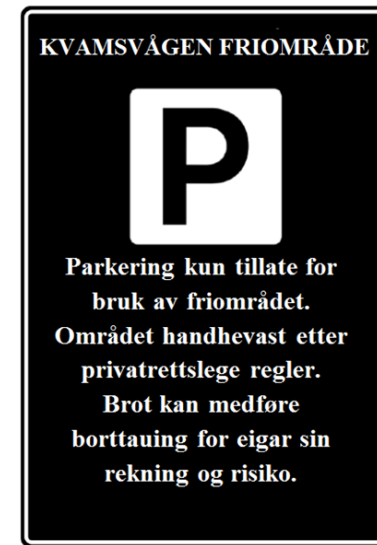 KVAMSVÅGEN FRIOMRÅDE
P
Parkering kun tillate for
bruk av friområdet.
Området handhevast etter
privatrettslege regler.
Brot kan medføre
borttauing for eigar sin
rekning og risiko.